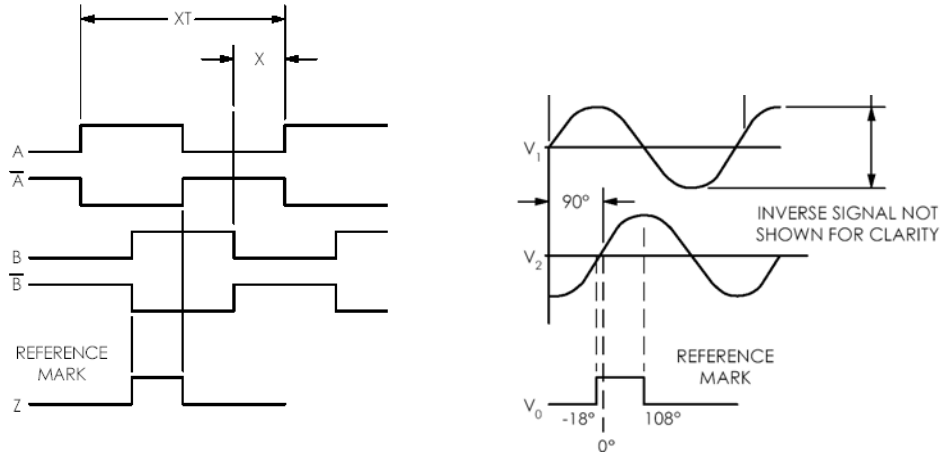 XT
X
A
A̅
B
B̅
REFERENCE
MARK
Z
V₁
90°
INVERSE SIGNAL NOT
SHOWN FOR CLARITY
V₂
REFERENCE
MARK
V₀
-18°
108°
0°